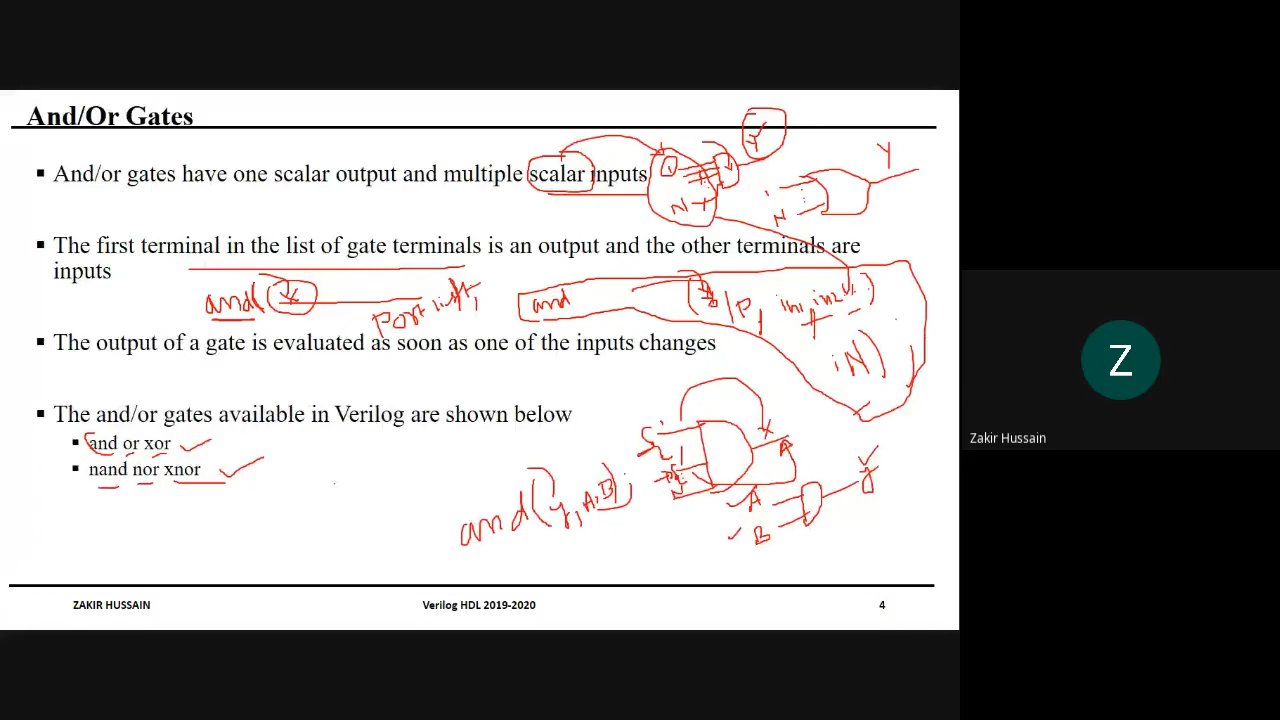 And/Or Gates
▪ And/or gates have one scalar output and multiple scalar inputs
Y
Y
N
N
▪ The first terminal in the list of gate terminals is an output and the other terminals are
inputs
and(
Port list,
and
in1, in2
iN)
▪ The output of a gate is evaluated as soon as one of the inputs changes
▪ The and/or gates available in Verilog are shown below
▪ and or xor
▪ nand nor xnor
and(y, A, B);
A
B
y
ZAKIR HUSSAIN
Verilog HDL 2019-2020
4
Z
Zakir Hussain